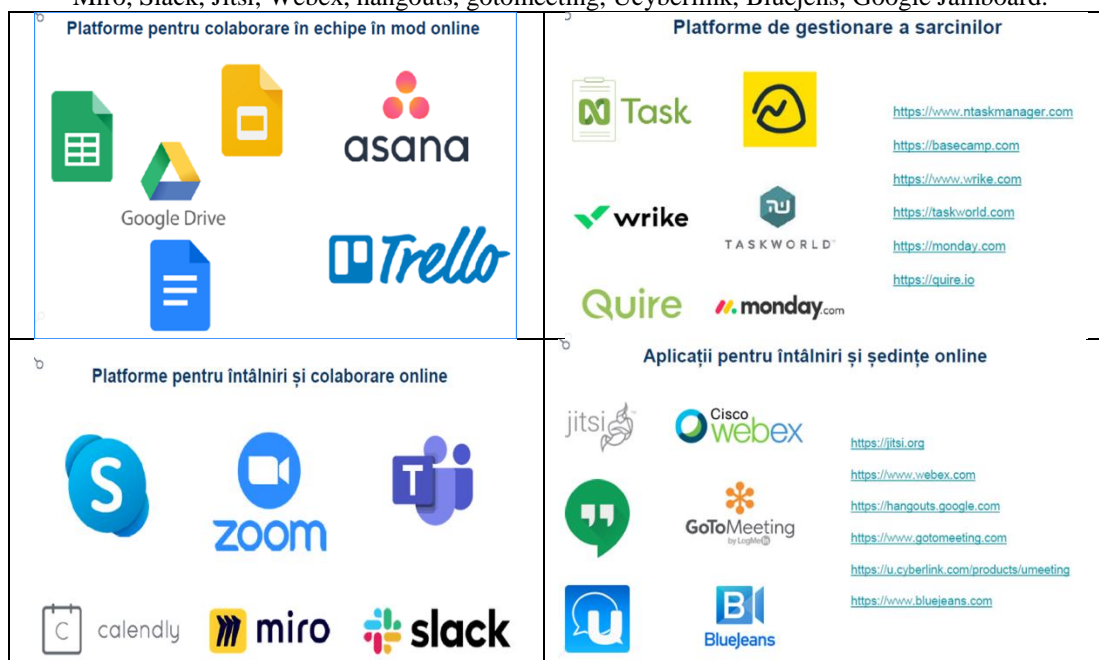 Miro, Slack, Jitsi, Webex, hangouts, gotomeeting, Ucyberlink, Bluejens, Google Jamboard.
Platforme pentru colaborare în echipe în mod online
asana
Google Drive
Trello
Platforme de gestionare a sarcinilor
n Task
wrike
TASKWORLD
Quire
monday.com
https://www.ntaskmanager.com
https://basecamp.com
https://www.wrike.com
https://taskworld.com
https://monday.com
https://quire.io
Platforme pentru întâlniri și colaborare online
S
zoom
T
C calendly
miro
slack
Aplicații pentru întâlniri și ședințe online
jitsi
Cisco
webex
GoToMeeting
by LogMeIn
U
B
BlueJeans
https://jitsi.org
https://www.webex.com
https://hangouts.google.com
https://www.gotomeeting.com
https://u.cyberlink.com/products/umeeting
https://www.bluejeans.com